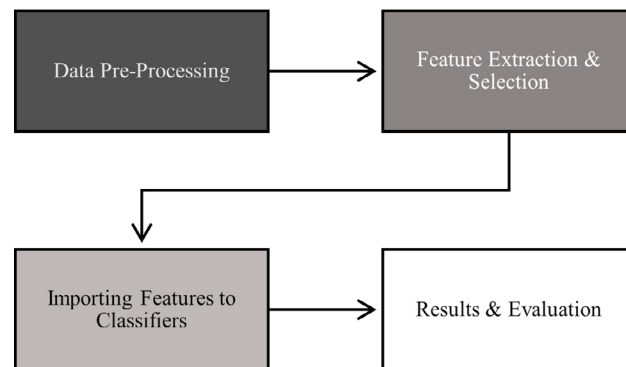 Data Pre-Processing
Feature Extraction &
Selection
Importing Features to
Classifiers
Results & Evaluation